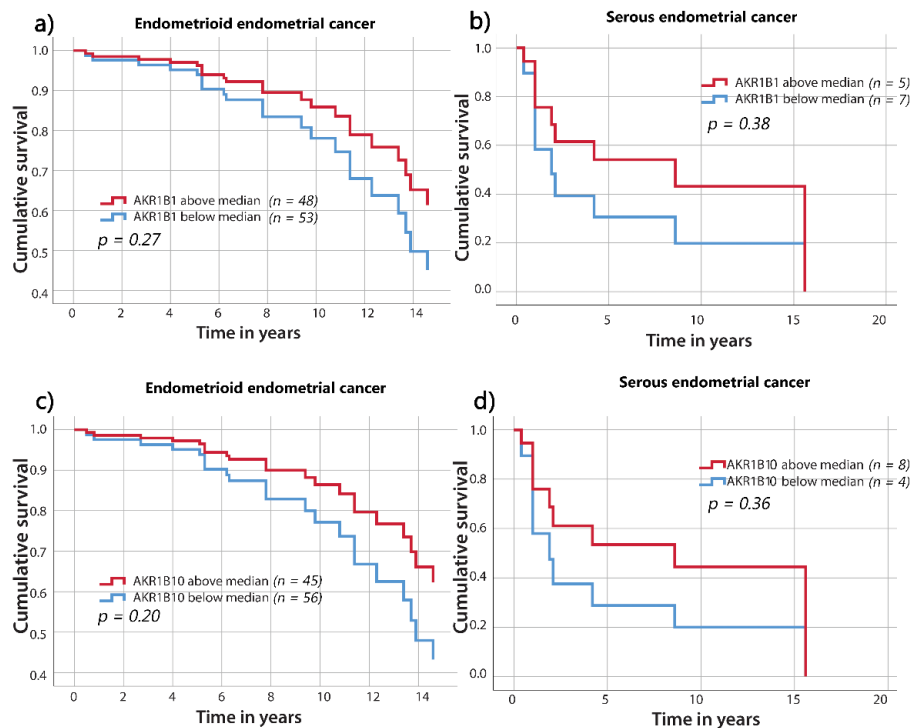 a)
Endometrioid endometrial cancer
Cumulative survival
1.0
0.9
0.8
0.7
0.6
0.5
0.4
AKR1B1 above median (n = 48)
AKR1B1 below median (n = 53)
p = 0.27
0 2 4 6 8 10 12 14
Time in years
b)
Serous endometrial cancer
Cumulative survival
1.0
0.8
0.6
0.4
0.2
0.0
AKR1B1 above median (n = 5)
AKR1B1 below median (n = 7)
p = 0.38
0 5 10 15 20
Time in years
c)
Endometrioid endometrial cancer
Cumulative survival
1.0
0.9
0.8
0.7
0.6
0.5
0.4
AKR1B10 above median (n = 45)
AKR1B10 below median (n = 56)
p = 0.20
0 2 4 6 8 10 12 14
Time in years
d)
Serous endometrial cancer
Cumulative survival
1.0
0.8
0.6
0.4
0.2
0.0
AKR1B10 above median (n = 8)
AKR1B10 below median (n = 4)
p = 0.36
0 5 10 15 20
Time in years